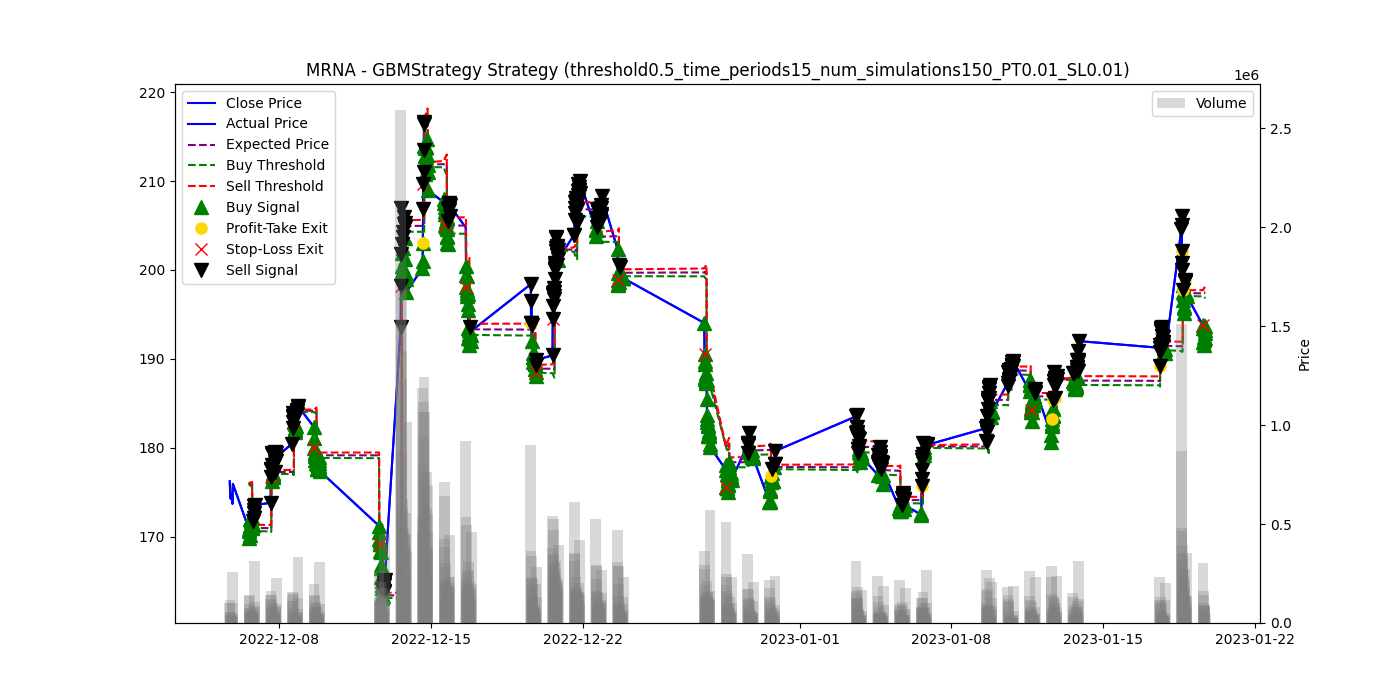 MRNA - GBMStrategy Strategy (threshold0.5_time_periods15_num_simulations150_PT0.01_SL0.01)
1e6
Close Price
Actual Price
Expected Price
Buy Threshold
Sell Threshold
Buy Signal
Profit-Take Exit
Stop-Loss Exit
Sell Signal
Volume
220
210
200
190
180
170
2.5
2.0
1.5
1.0
0.5
0.0
Price
2022-12-08
2022-12-15
2022-12-22
2023-01-01
2023-01-08
2023-01-15
2023-01-22